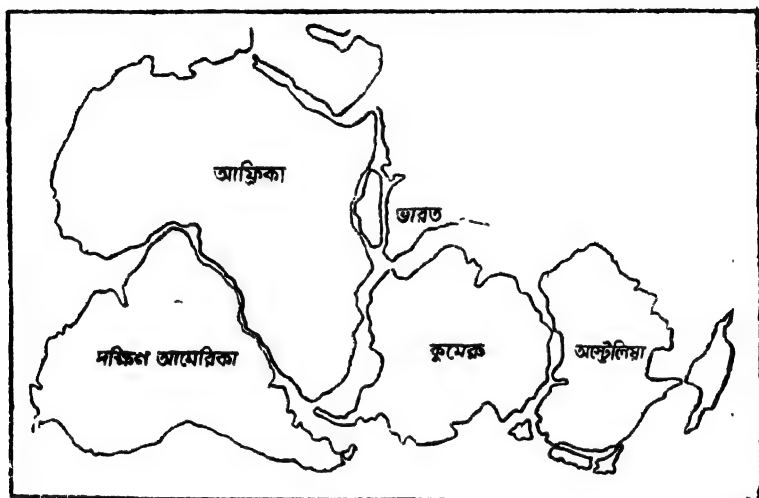 আফ্রিকা
ভারত
দক্ষিণ আমেরিকা
কুমেরু
অস্ট্রেলিয়া